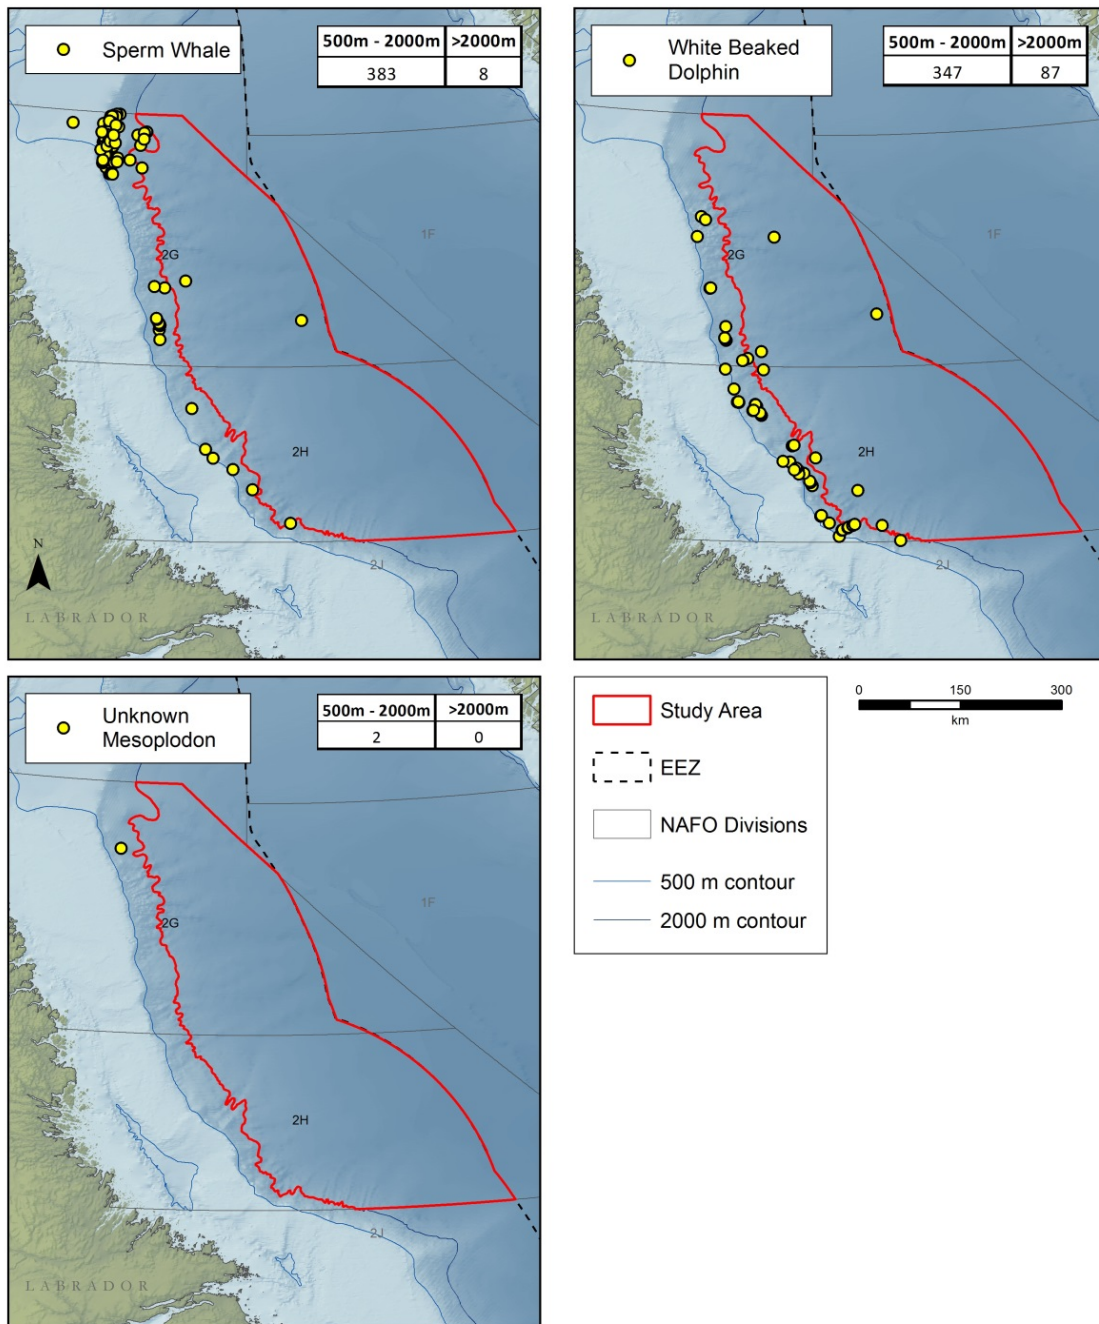 Sperm Whale
500m - 2000m >2000m
383 8
1F
2G
2H
2J
N
LABRADOR
White Beaked
Dolphin
500m - 2000m >2000m
347 87
1F
2G
2H
2J
LABRADOR
Unknown
Mesoplodon
500m - 2000m >2000m
2 0
1F
2G
2H
2J
LABRADOR
Study Area
EEZ
NAFO Divisions
500 m contour
2000 m contour
0 150 300
km